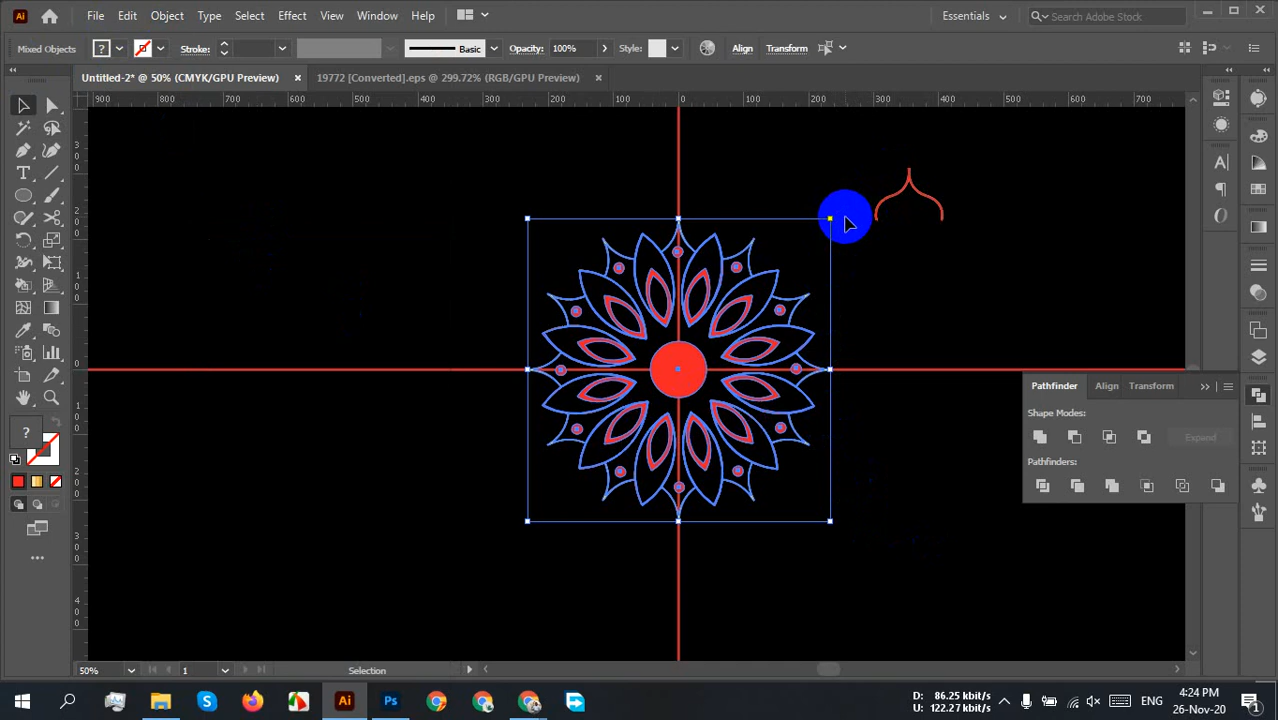 Ai File Edit Object Type Select Effect View Window Help Essentials Search Adobe Stock
Mixed Objects ? Stroke: Basic Opacity: 100% Style: Align Transform
Untitled-2* @ 50% (CMYK/GPU Preview) × 19772 [Converted].eps @ 299.72% (RGB/GPU Preview) ×
900 800 700 600 500 400 300 200 100 0 100 200 300 400 500 600 700
Pathfinder Align Transform
Shape Modes:
Expand
Pathfinders:
?
50% 1 Selection
Ai Ps D: 86.25 kbit/s U: 122.27 kbit/s ENG 4:24 PM 26-Nov-20 1